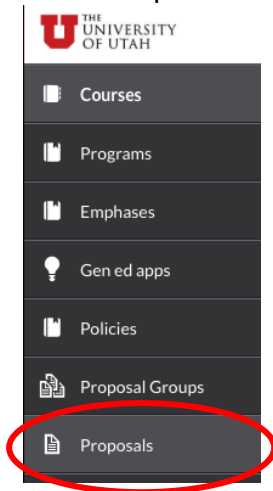 THE
UNIVERSITY
OF UTAH
Courses
Programs
Emphases
Gen ed apps
Policies
Proposal Groups
Proposals